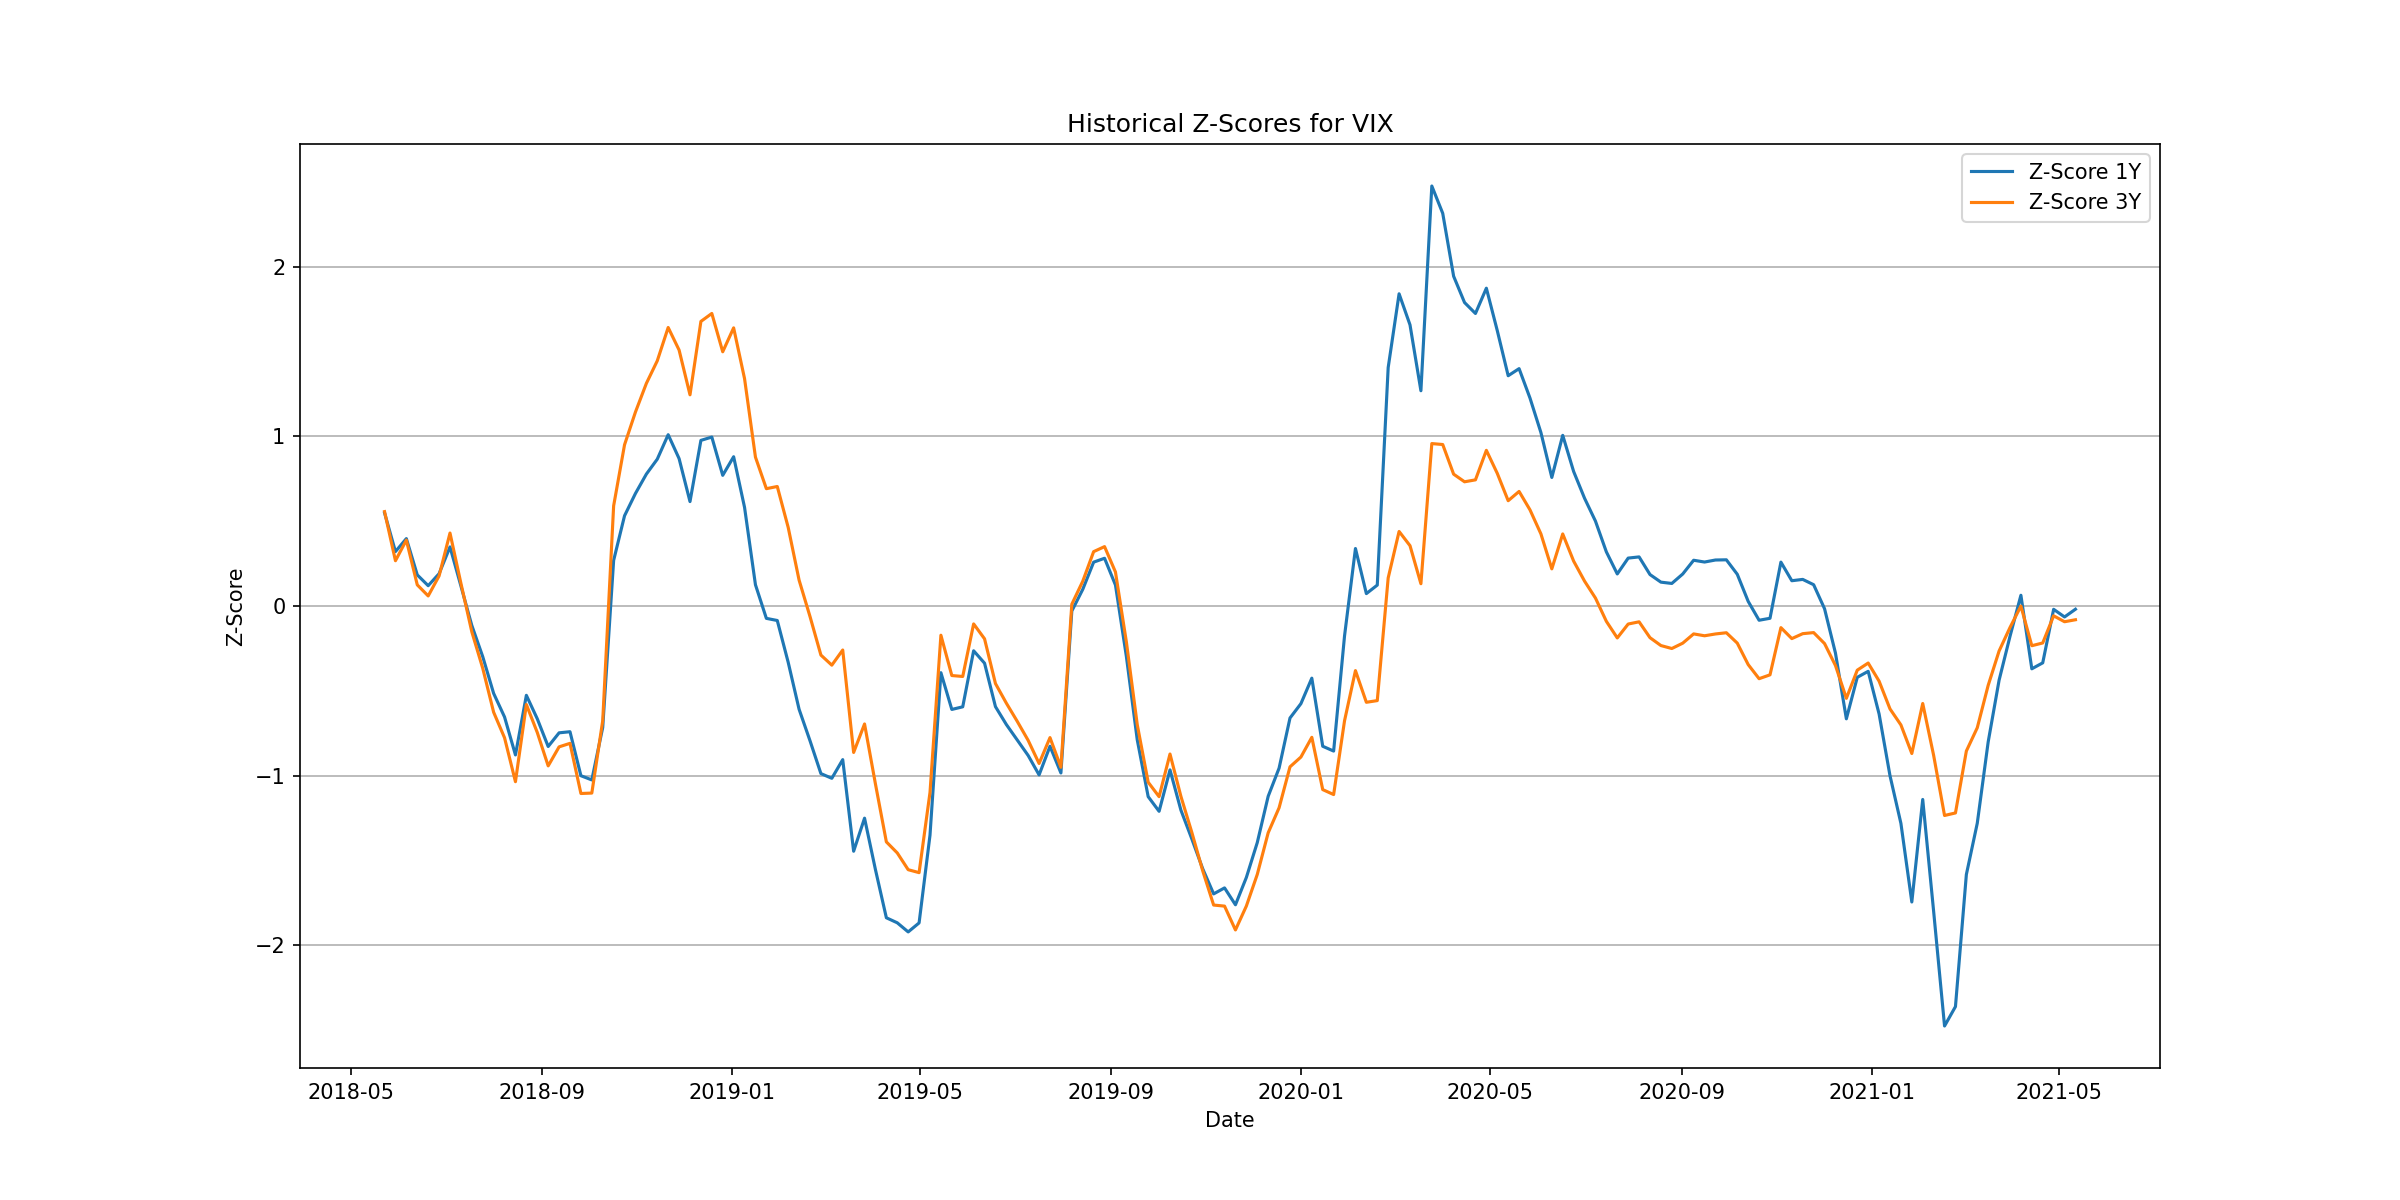 Historical Z-Scores for VIX
Z-Score 1Y
Z-Score 3Y
Z-Score
2
1
0
−1
−2
2018-05 2018-09 2019-01 2019-05 2019-09 2020-01 2020-05 2020-09 2021-01 2021-05
Date